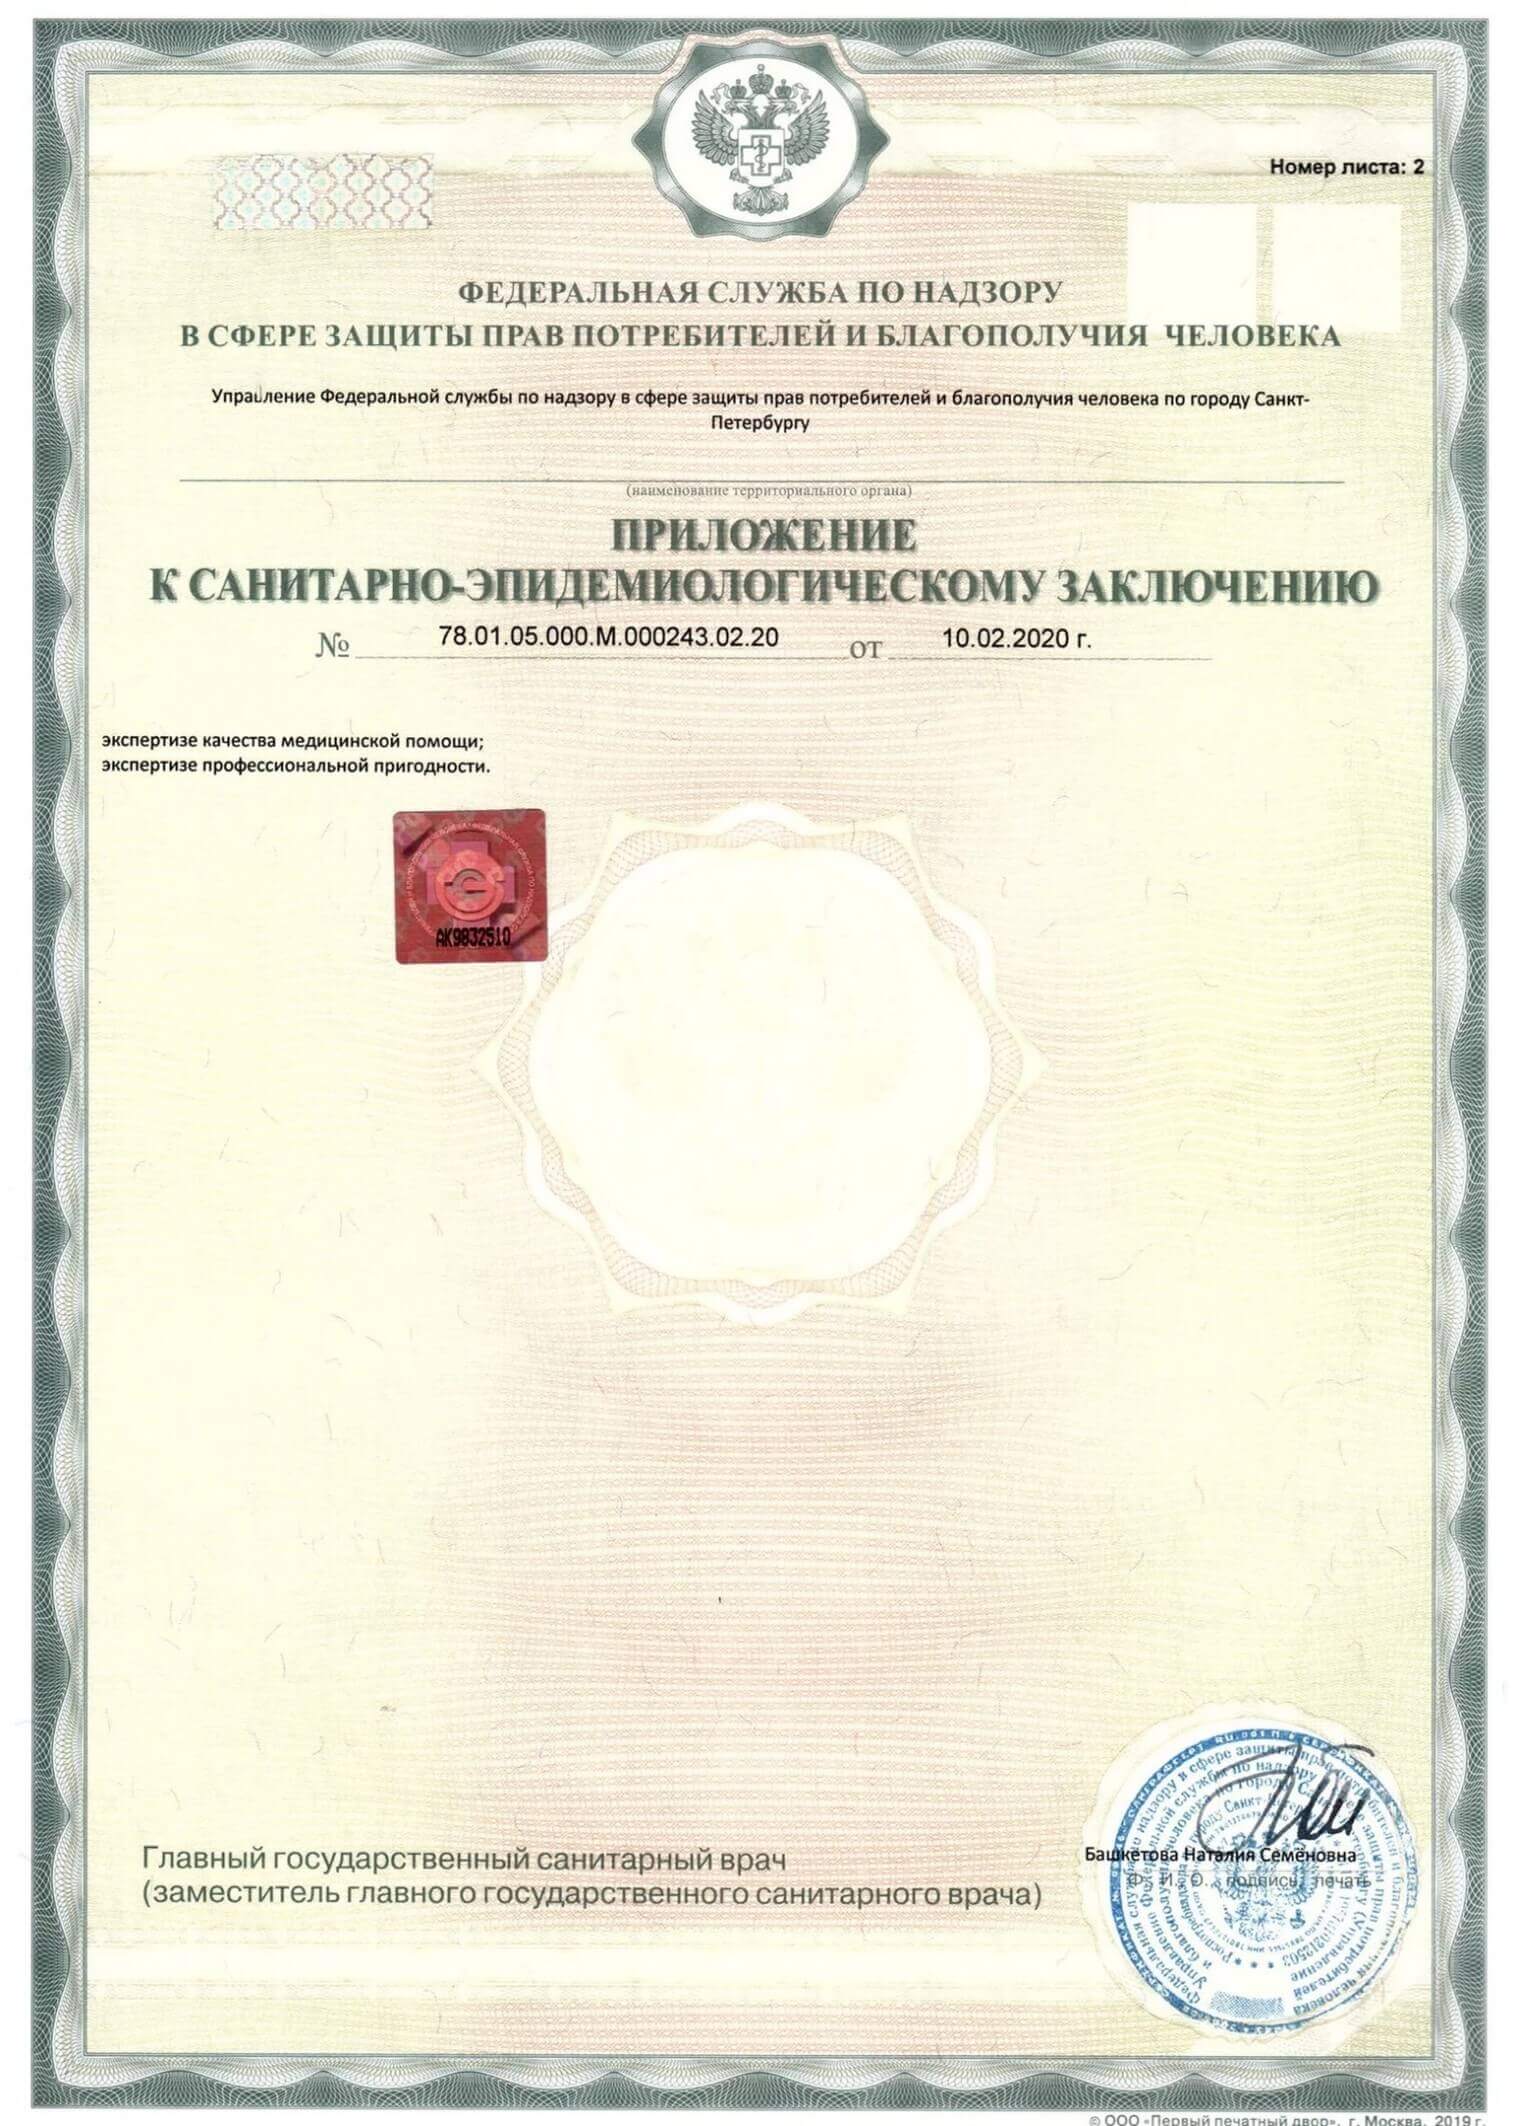 Номер листа: 2
ФЕДЕРАЛЬНАЯ СЛУЖБА ПО НАДЗОРУ
В СФЕРЕ ЗАЩИТЫ ПРАВ ПОТРЕБИТЕЛЕЙ И БЛАГОПОЛУЧИЯ ЧЕЛОВЕКА
Управление Федеральной службы по надзору в сфере защиты прав потребителей и благополучия человека по городу Санкт-
Петербургу
(наименование территориального органа)
ПРИЛОЖЕНИЕ
К САНИТАРНО-ЭПИДЕМИОЛОГИЧЕСКОМУ ЗАКЛЮЧЕНИЮ
№ 78.01.05.000.М.000243.02.20 от 10.02.2020 г.
экспертизе качества медицинской помощи;
экспертизе профессиональной пригодности.
АК9832510
Главный государственный санитарный врач
(заместитель главного государственного санитарного врача)
Башкетова Наталия Семёновна
Ф. И. О., подпись, печать
© ООО «Первый печатный двор», г. Москва, 2019 г.